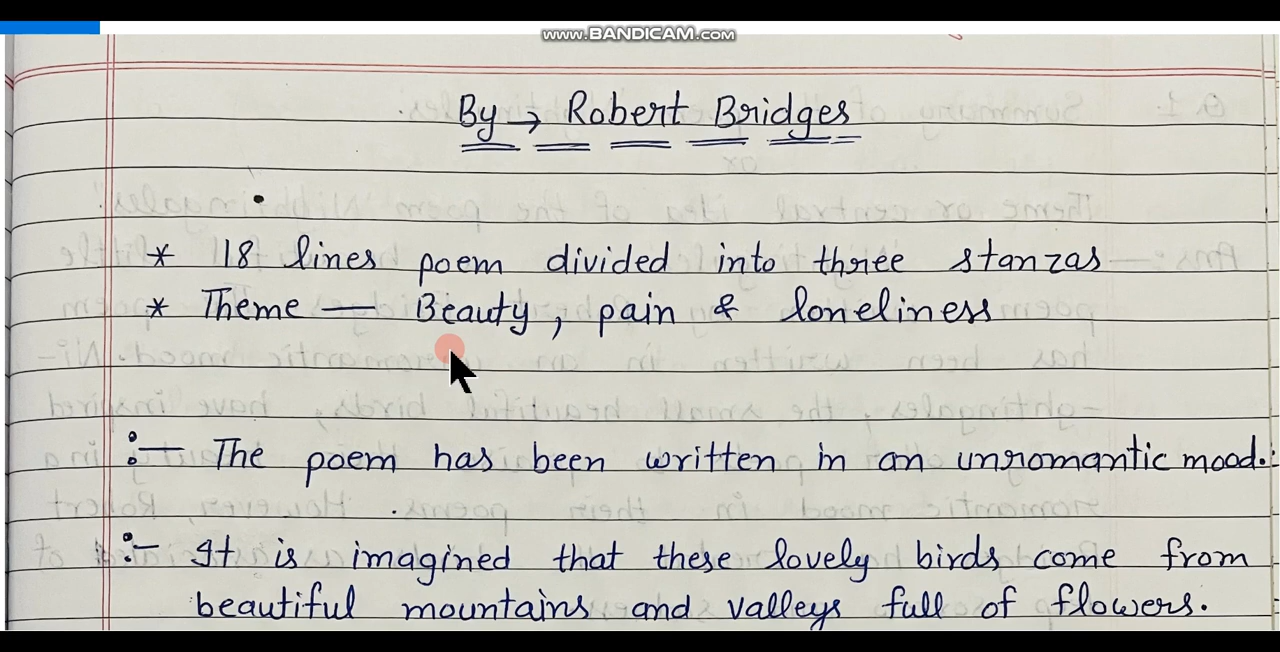 www.BANDICAM.com
By → Robert Bridges
* 18 lines poem divided into three stanzas
* Theme — Beauty, pain & loneliness
:— The poem has been written in an unromantic mood.
:— It is imagined that these lovely birds come from
beautiful mountains and valleys full of flowers.